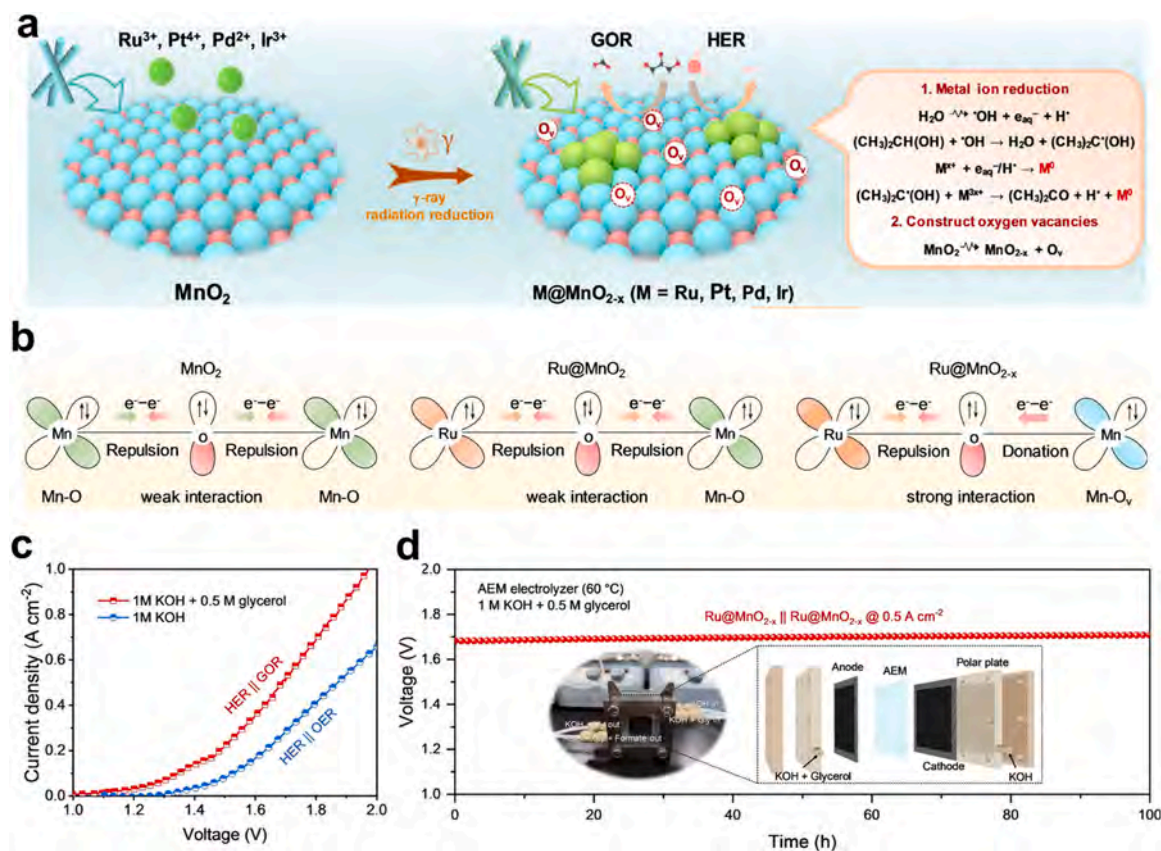 a
Ru³⁺, Pt⁴⁺, Pd²⁺, Ir³⁺
MnO₂
γ
γ-ray
radiation reduction
GOR
HER
Oᵥ
Oᵥ
Oᵥ
Oᵥ
Oᵥ
Oᵥ
M@MnO₂₋ₓ (M = Ru, Pt, Pd, Ir)
1. Metal ion reduction
H₂O ⇝ •OH + eₐq⁻ + H•
(CH₃)₂CH(OH) + •OH → H₂O + (CH₃)₂C•(OH)
Mˣ⁺ + eₐq⁻/H• → M⁰
(CH₃)₂C•(OH) + M³ˣ⁺ → (CH₃)₂CO + H⁺ + M⁰
2. Construct oxygen vacancies
MnO₂ ⇝ MnO₂₋ₓ + Oᵥ
b
MnO₂
e⁻–e⁻ e⁻–e⁻
Mn O Mn
Repulsion Repulsion
Mn-O weak interaction Mn-O
Ru@MnO₂
e⁻–e⁻ e⁻–e⁻
Ru O Mn
Repulsion Repulsion
weak interaction Mn-O
Ru@MnO₂₋ₓ
e⁻–e⁻ e⁻–e⁻
Ru O Mn
Repulsion Donation
strong interaction Mn-Oᵥ
c
1M KOH + 0.5 M glycerol
1M KOH
HER || GOR
HER || OER
Current density (A cm⁻²)
1.0
0.8
0.6
0.4
0.2
0.0
1.0 1.2 1.4 1.6 1.8 2.0
Voltage (V)
d
AEM electrolyzer (60 °C)
1 M KOH + 0.5 M glycerol
Ru@MnO₂₋ₓ || Ru@MnO₂₋ₓ @ 0.5 A cm⁻²
Anode
AEM
Polar plate
KOH + Glycerol
Cathode
KOH
Formate out
Voltage (V)
2.0
1.8
1.6
1.4
1.2
1.0
0 20 40 60 80 100
Time (h)